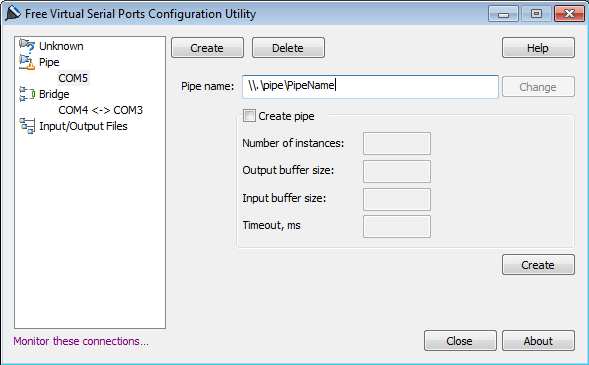 Free Virtual Serial Ports Configuration Utility
Unknown
Pipe
COM5
Bridge
COM4 <-> COM3
Input/Output Files
Create
Delete
Help
Pipe name:
\\.\pipe\PipeName
Change
Create pipe
Number of instances:
Output buffer size:
Input buffer size:
Timeout, ms
Create
Monitor these connections...
Close
About